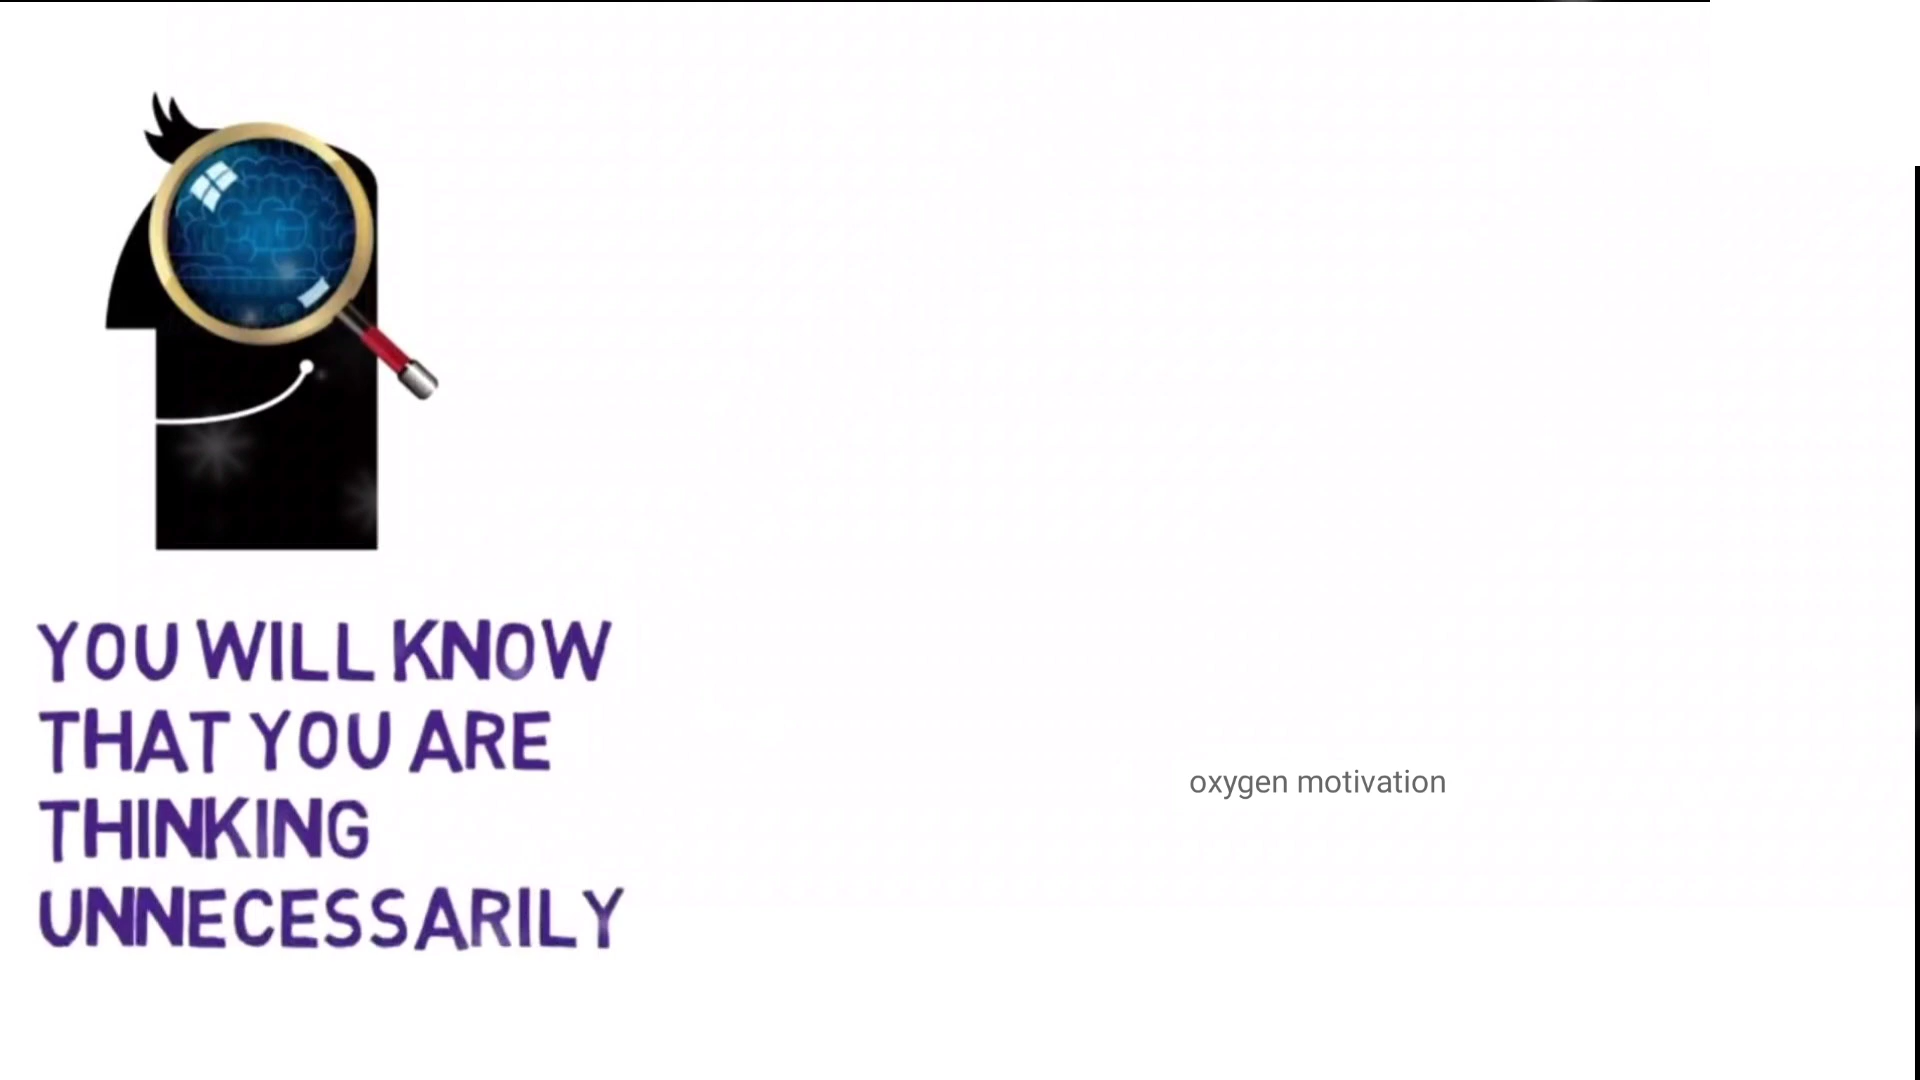 YOU WILL KNOW
THAT YOU ARE
THINKING
UNNECESSARILY
oxygen motivation